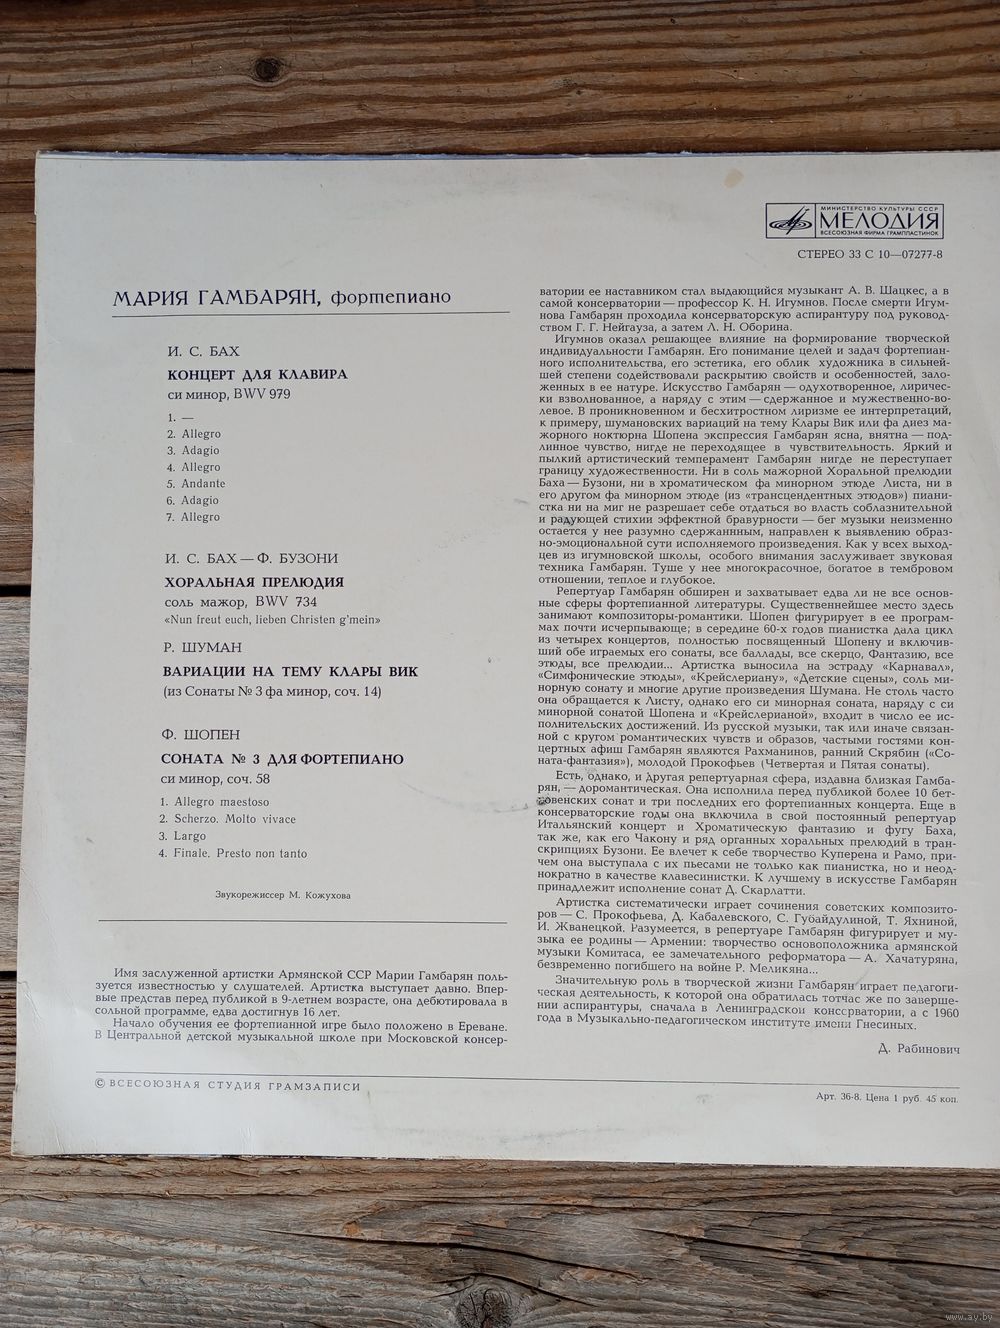 МИНИСТЕРСТВО КУЛЬТУРЫ СССР
МЕЛОДИЯ
ВСЕСОЮЗНАЯ ФИРМА ГРАМПЛАСТИНОК
СТЕРЕО 33 С 10—07277-8
МАРИЯ ГАМБАРЯН, фортепиано
И. С. БАХ
КОНЦЕРТ ДЛЯ КЛАВИРА
си минор, BWV 979
1. —
2. Allegro
3. Adagio
4. Allegro
5. Andante
6. Adagio
7. Allegro
И. С. БАХ — Ф. БУЗОНИ
ХОРАЛЬНАЯ ПРЕЛЮДИЯ
соль мажор, BWV 734
«Nun freut euch, lieben Christen g'mein»
Р. ШУМАН
ВАРИАЦИИ НА ТЕМУ КЛАРЫ ВИК
(из Сонаты № 3 фа минор, соч. 14)
Ф. ШОПЕН
СОНАТА № 3 ДЛЯ ФОРТЕПИАНО
си минор, соч. 58
1. Allegro maestoso
2. Scherzo. Molto vivace
3. Largo
4. Finale. Presto non tanto
Звукорежиссер М. Кожухова
Имя заслуженной артистки Армянской ССР Марии Гамбарян поль-
зуется известностью у слушателей. Артистка выступает давно. Впер-
вые представ перед публикой в 9-летнем возрасте, она дебютировала в
сольной программе, едва достигнув 16 лет.
Начало обучения ее фортепианной игре было положено в Ереване.
В Центральной детской музыкальной школе при Московской консер-
ватории ее наставником стал выдающийся музыкант А. В. Шацкес, а в
самой консерватории — профессор К. Н. Игумнов. После смерти Игум-
нова Гамбарян проходила консерваторскую аспирантуру под руковод-
ством Г. Г. Нейгауза, а затем Л. Н. Оборина.
Игумнов оказал решающее влияние на формирование творческой
индивидуальности Гамбарян. Его понимание целей и задач фортепиан-
ного исполнительства, его эстетика, его облик художника в сильней-
шей степени содействовали раскрытию свойств и особенностей, зало-
женных в ее натуре. Искусство Гамбарян — одухотворенное, лиричес-
ки взволнованное, а наряду с этим — сдержанное и мужественно-во-
левое. В проникновенном и бесхитростном лиризме ее интерпретаций,
к примеру, шумановских вариаций на тему Клары Вик или фа диез ма-
жорного ноктюрна Шопена экспрессия Гамбарян ясна, внятна — под-
линное чувство, нигде не переходящее в чувствительность. Яркий и
пылкий артистический темперамент Гамбарян нигде не переступает
границу художественности. Ни в соль мажорной Хоральной прелюдии
Баха — Бузони, ни в хроматическом фа минорном этюде Листа, ни в
его другом фа минорном этюде (из «трансцендентных этюдов») пиани-
стка ни на миг не разрешает себе отдаться во власть соблазнительной
и радующей стихии эффектной бравурности — бег музыки неизменно
остается у нее разумно сдержаннным, направлен к выявлению образ-
но-эмоциональной сути исполняемого произведения. Как у всех выход-
цев из игумновской школы, особого внимания заслуживает звуковая
техника Гамбарян. Туше у нее многокрасочное, богатое в тембровом
отношении, теплое и глубокое.
Репертуар Гамбарян обширен и захватывает едва ли не все основ-
ные сферы фортепианной литературы. Существеннейшее место здесь
занимают композиторы-романтики. Шопен фигурирует в ее програм-
мах почти исчерпывающе; в середине 60-х годов пианистка дала цикл
из четырех концертов, полностью посвященный Шопену и включив-
ший обе играемых его сонаты, все баллады, все скерцо, Фантазию, все
этюды, все прелюдии... Артистка выносила на эстраду «Карнавал»,
«Симфонические этюды», «Крейслериану», «Детские сцены», соль ми-
норную сонату и многие другие произведения Шумана. Не столь часто
она обращается к Листу, однако его си минорная соната, наряду с си
минорной сонатой Шопена и «Крейслерианой», входит в число ее ис-
полнительских достижений. Из русской музыки, так или иначе связан-
ной с кругом романтических чувств и образов, частыми гостями кон-
цертных афиш Гамбарян являются Рахманинов, ранний Скрябин («Со-
ната-фантазия»), молодой Прокофьев (Четвертая и Пятая сонаты).
Есть, однако, и другая репертуарная сфера, издавна близкая Гамба-
рян, — доромантическая. Она исполнила перед публикой более 10 бет-
ховенских сонат и три последних его фортепианных концерта. Еще в
консерваторские годы она включила в свой постоянный репертуар
Итальянский концерт и Хроматическую фантазию и фугу Баха,
так же, как его Чакону и ряд органных хоральных прелюдий в тран-
скрипциях Бузони. Ее влечет к себе творчество Куперена и Рамо, при-
чем она выступала с их пьесами не только как пианистка, но и неод-
нократно в качестве клавесинистки. К лучшему в искусстве Гамбарян
принадлежит исполнение сонат Д. Скарлатти.
Артистка систематически играет сочинения советских композито-
ров — С. Прокофьева, Д. Кабалевского, С. Губайдулиной, Т. Яхниной,
И. Жванецкой. Разумеется, в репертуаре Гамбарян фигурирует и му-
зыка ее родины — Армении: творчество основоположника армянской
музыки Комитаса, ее замечательного реформатора — А. Хачатуряна,
безвременно погибшего на войне Р. Меликяна...
Значительную роль в творческой жизни Гамбарян играет педагоги-
ческая деятельность, к которой она обратилась тотчас же по заверше-
нии аспирантуры, сначала в Ленинградской консерватории, а с 1960
года в Музыкально-педагогическом институте имени Гнесиных.
Д. Рабинович
© ВСЕСОЮЗНАЯ СТУДИЯ ГРАМЗАПИСИ
Арт. 36-8. Цена 1 руб. 45 коп.
www.ay.by